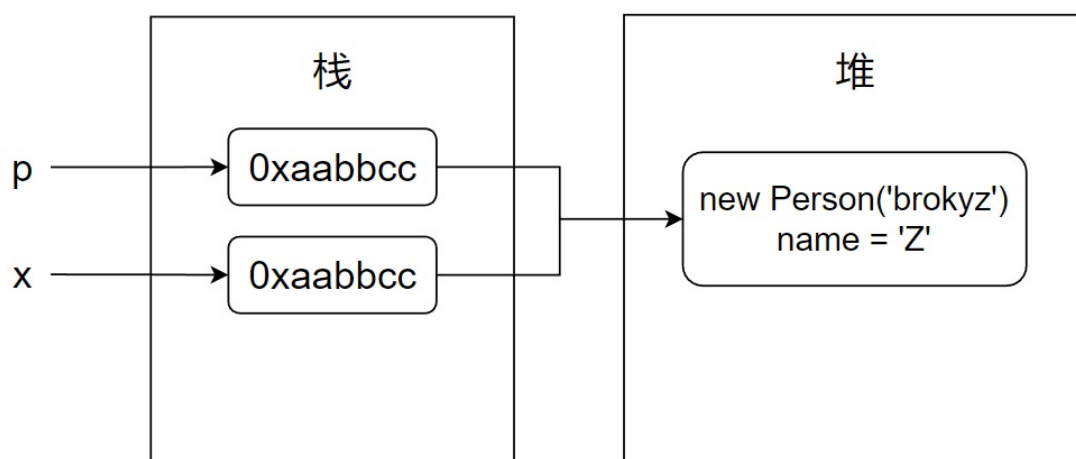 栈
堆
p
0xaabbcc
x
0xaabbcc
new Person('brokyz')
name = 'Z'